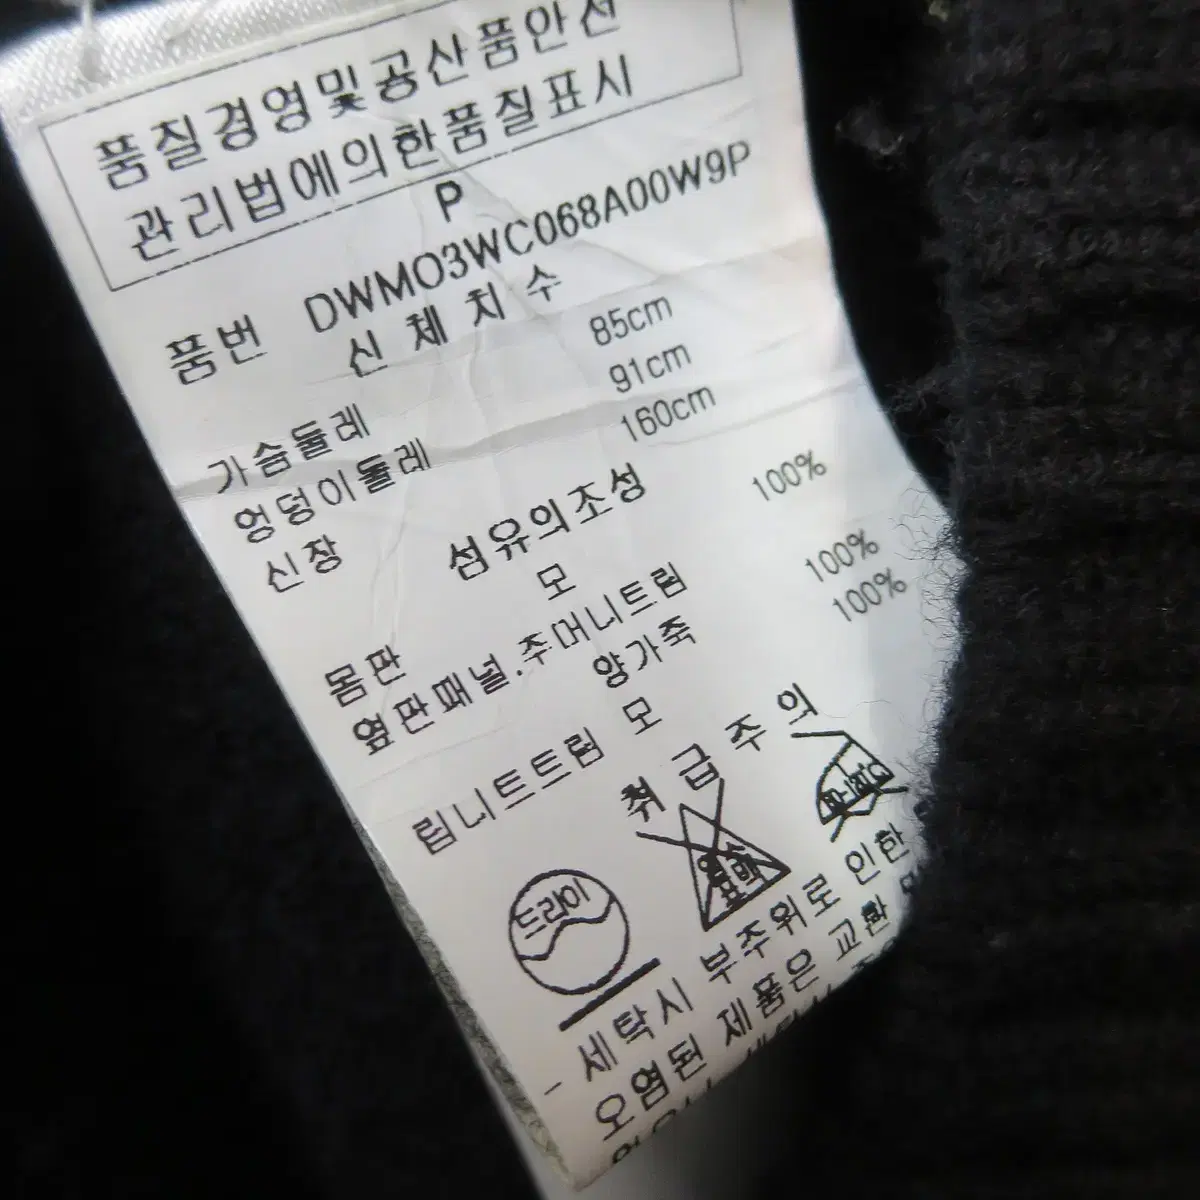 품질경영및공산품안전
관리법에의한품질표시
P
품번 DWMO3WC068A00W9P
신체치수
가슴둘레 85cm
엉덩이둘레 91cm
신장 160cm
섬유의조성
몸판 모 100%
옆판패널.주머니트림
양가죽 100%
립니트트림 모 100%
취급주의
드라이
염소
표백
- 세탁시 부주위로 인한
오염된 제품은 교환